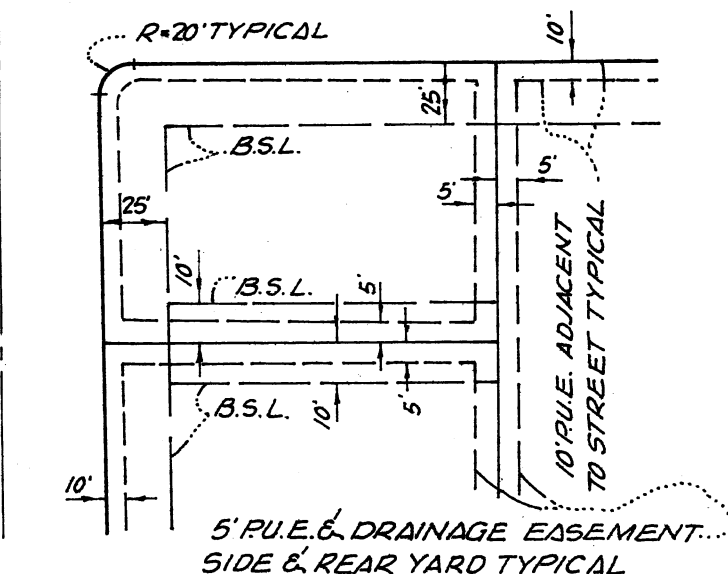 R=20' TYPICAL
10'
25'
B.S.L.
5'
5'
25'
10'
B.S.L.
5'
10' P.U.E. ADJACENT
TO STREET TYPICAL
B.S.L.
10'
5'
10'
5' P.U.E. & DRAINAGE EASEMENT
SIDE & REAR YARD TYPICAL